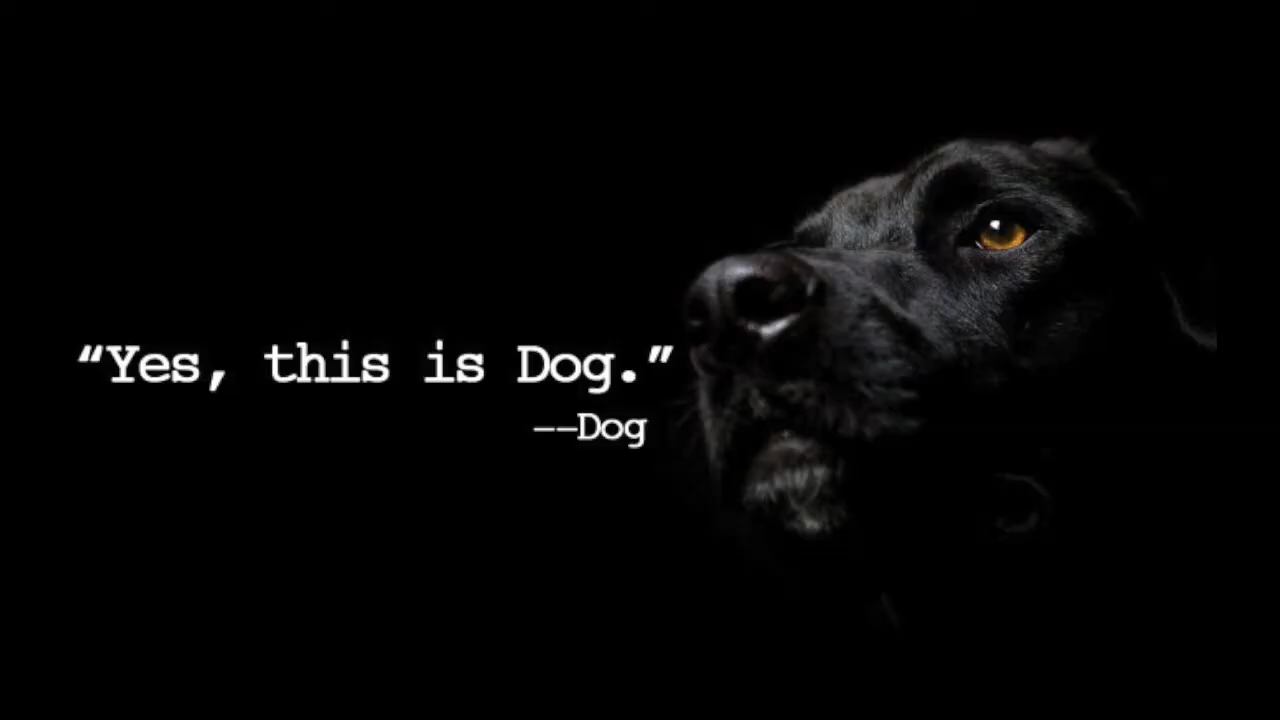 “Yes, this is Dog.”
--Dog